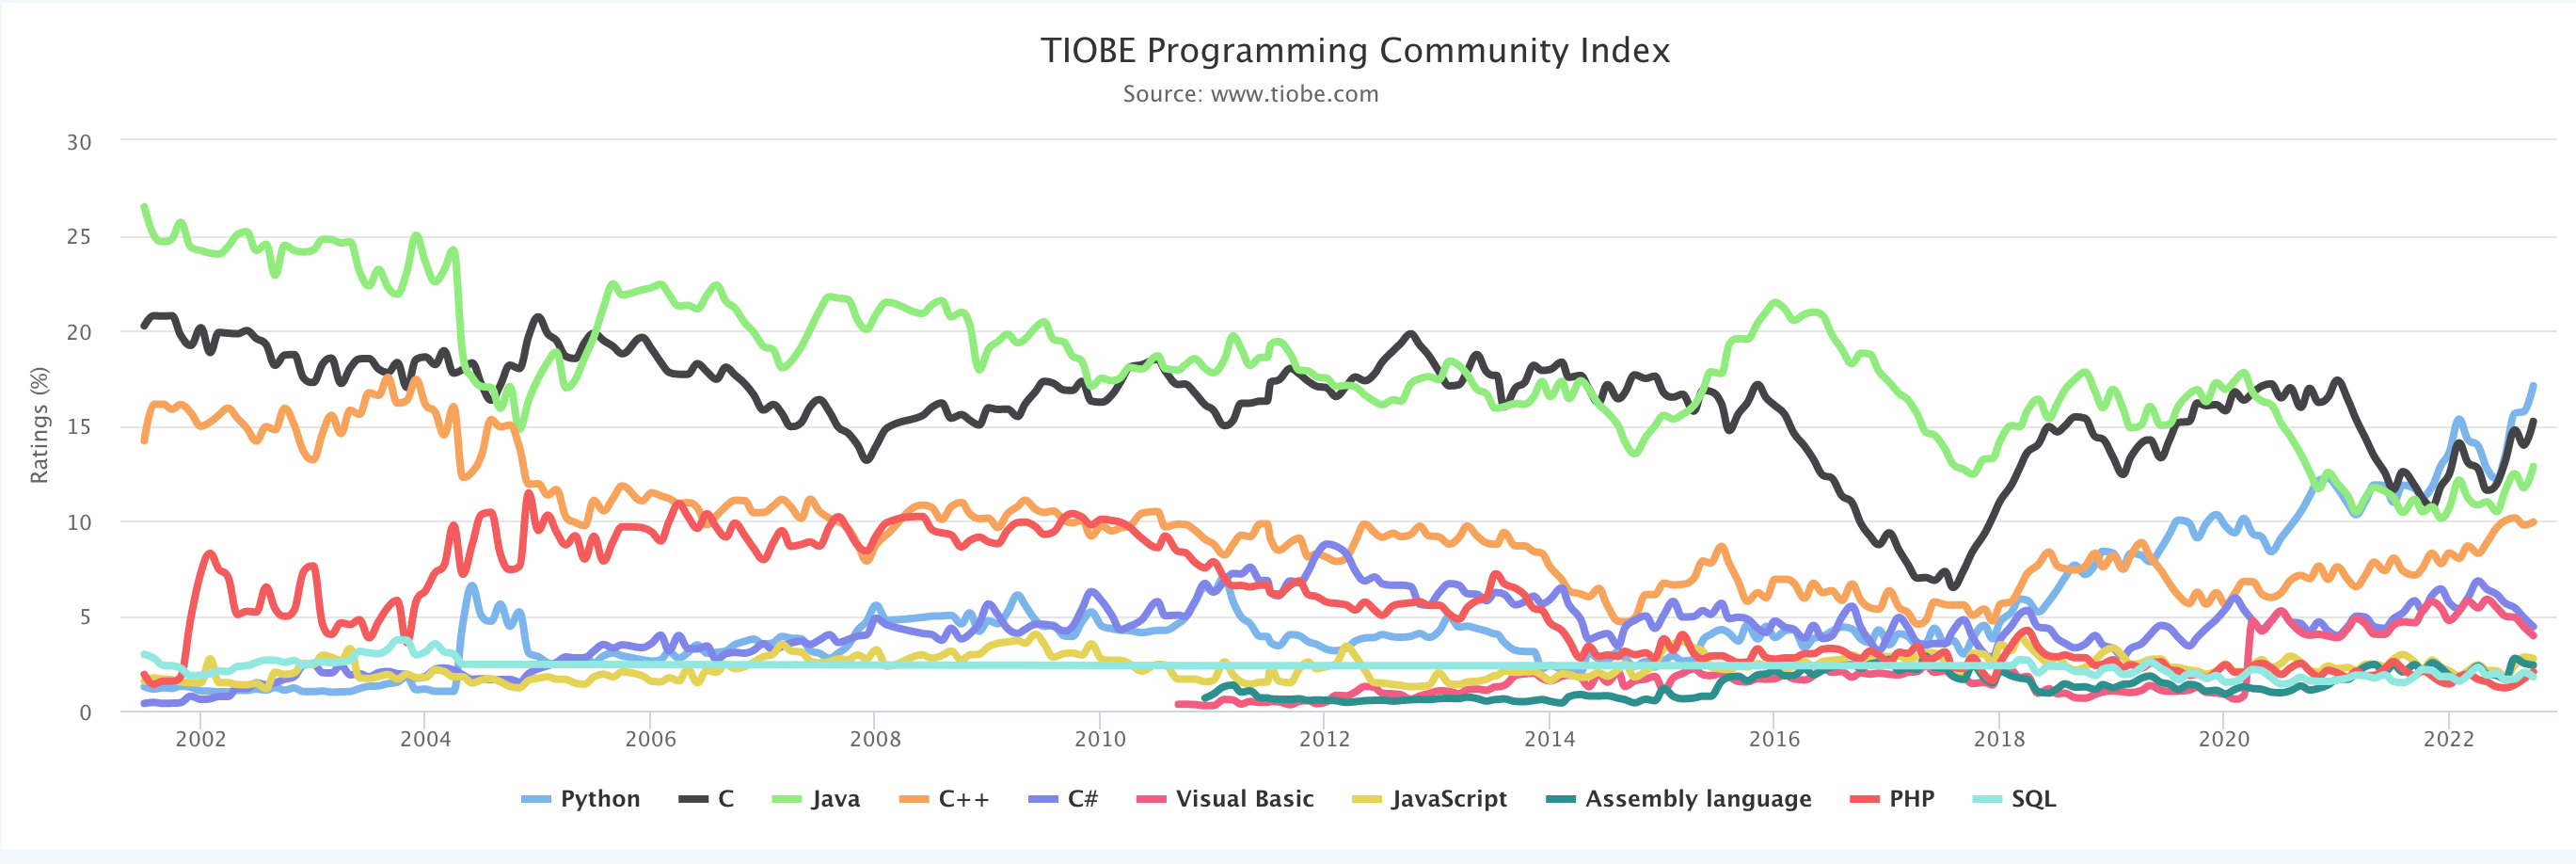 TIOBE Programming Community Index
Source: www.tiobe.com
Ratings (%)
30
25
20
15
10
5
0
2002 2004 2006 2008 2010 2012 2014 2016 2018 2020 2022
Python C Java C++ C# Visual Basic JavaScript Assembly language PHP SQL